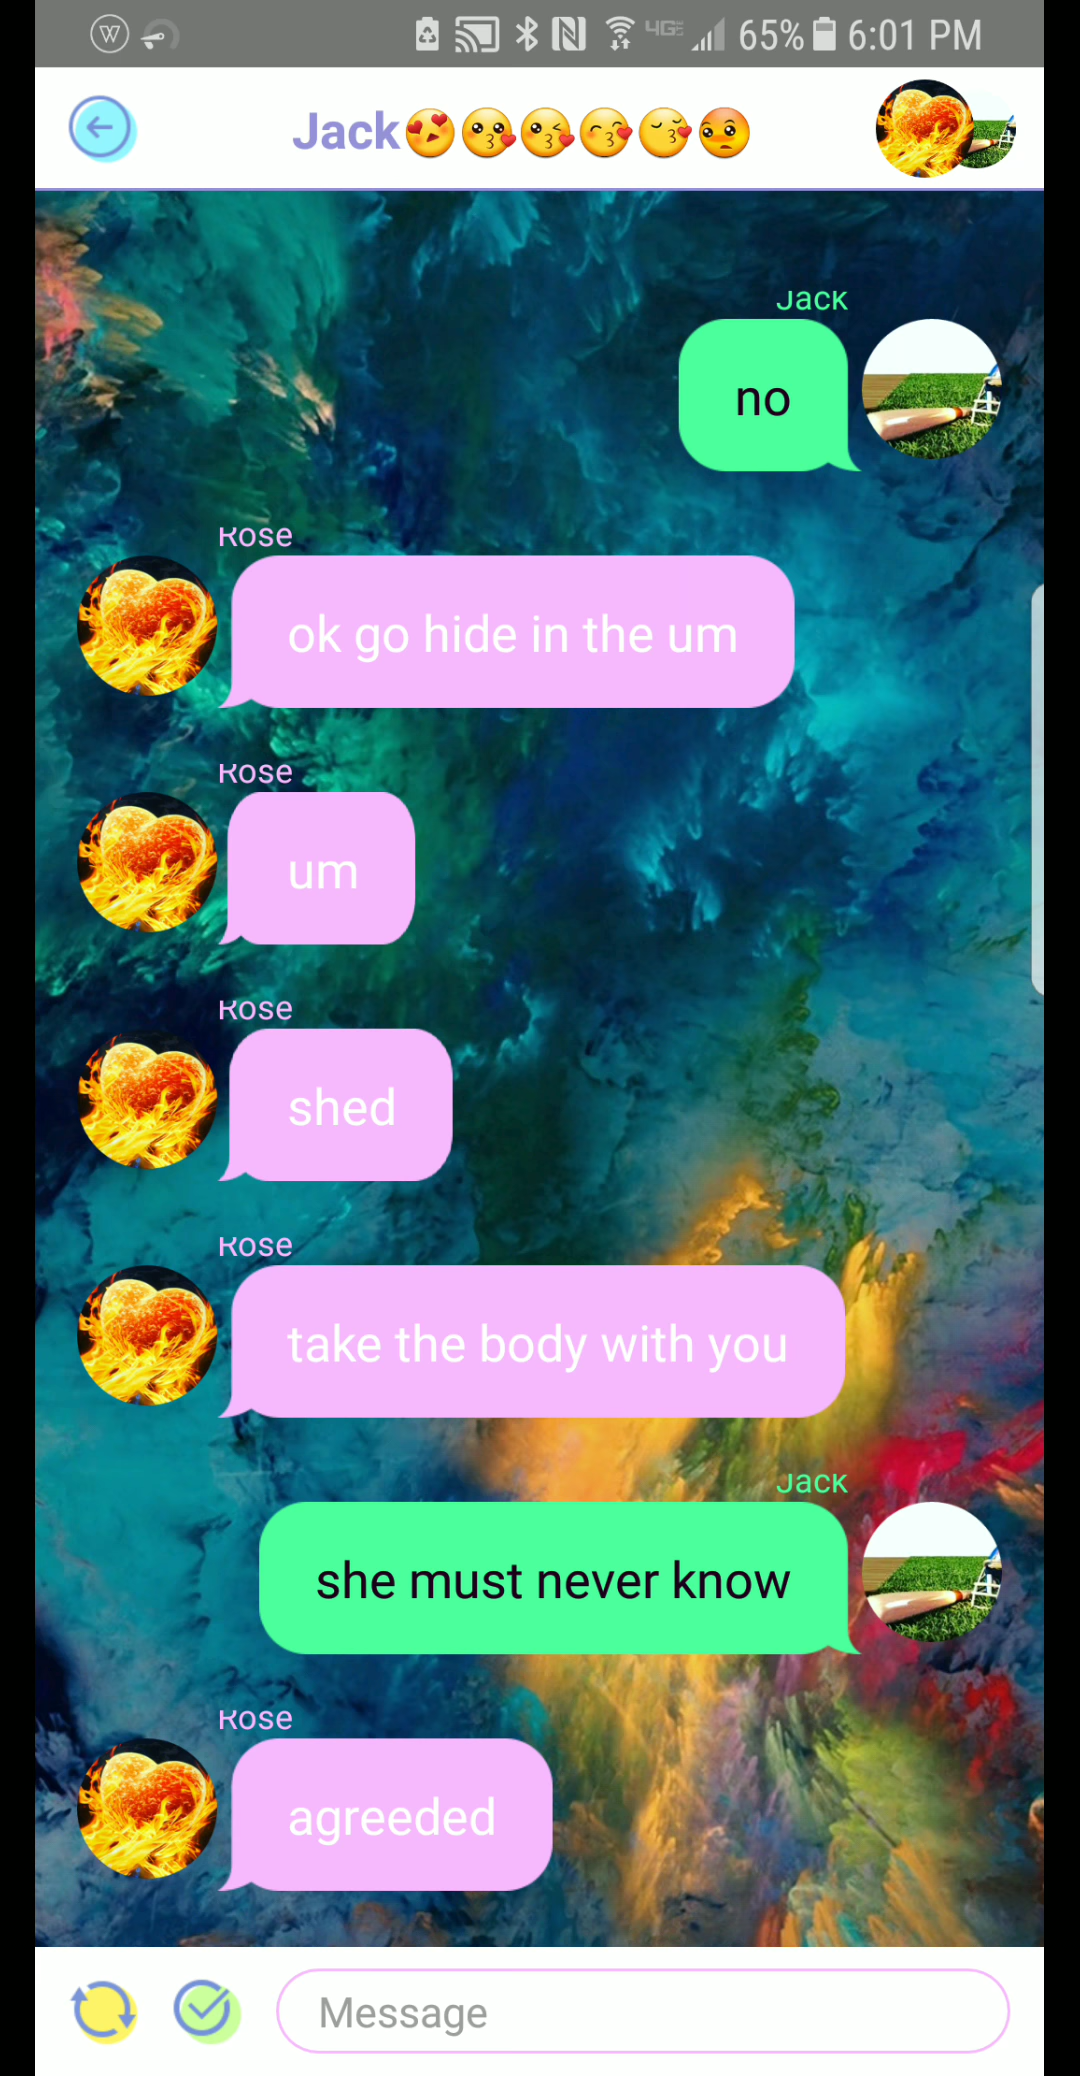 65% 6:01 PM
Jack😍🥺😘😙😚🥺
Jack
no
Rose
ok go hide in the um
Rose
um
Rose
shed
Rose
take the body with you
Jack
she must never know
Rose
agreeded
Message